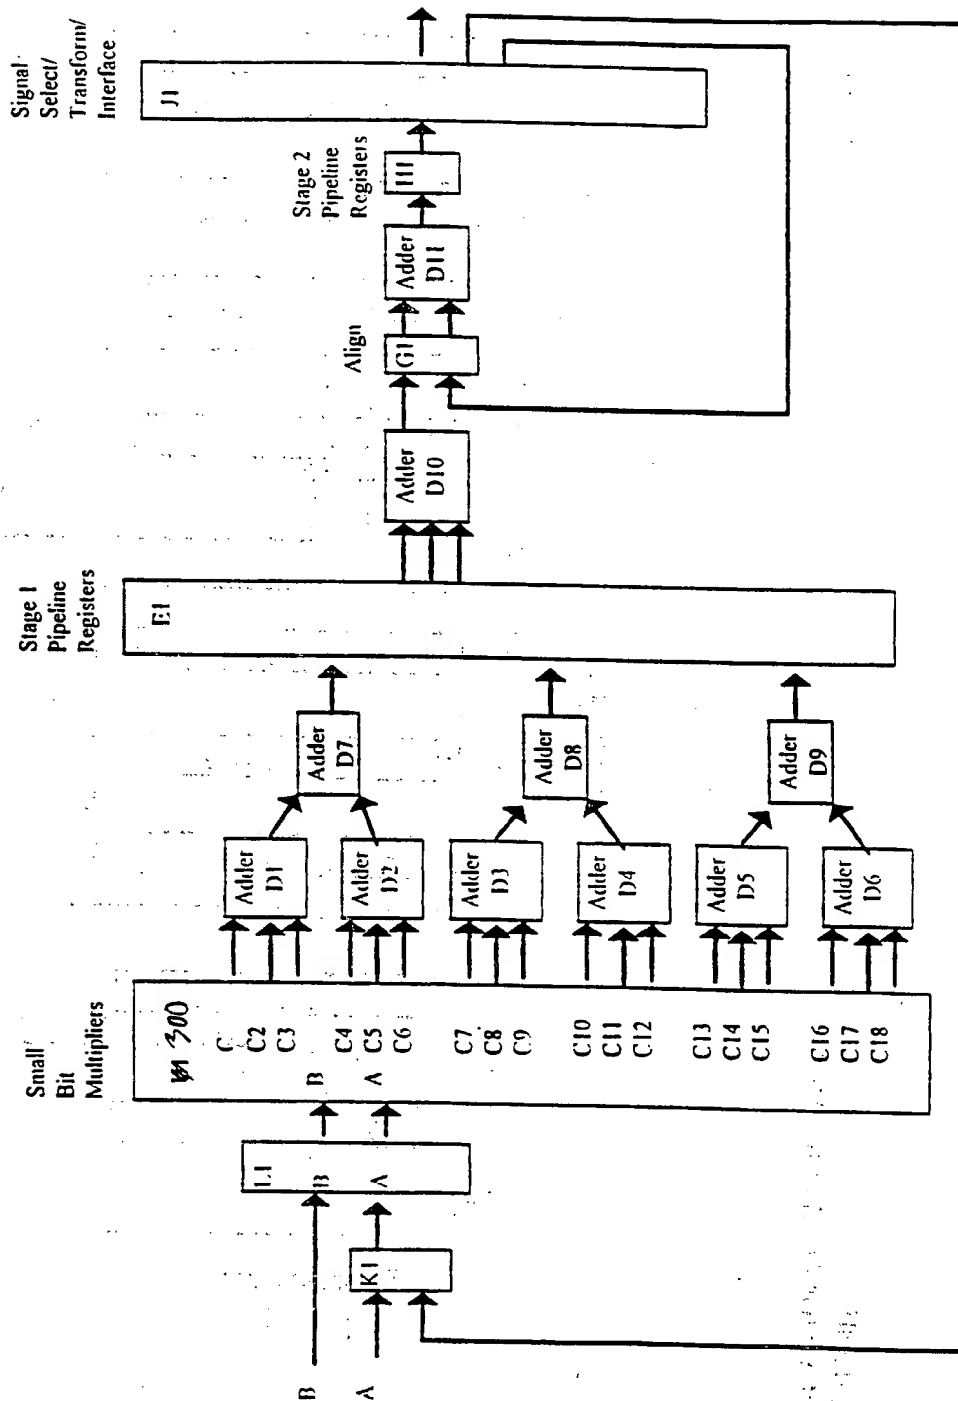 Small
Bit
Multipliers
Stage 1
Pipeline
Registers
Signal
Select/
Transform/
Interface
Stage 2
Pipeline
Registers
Align
B
A
K1
L1
B
A
300
B
A
C
C2
C3
C4
C5
C6
C7
C8
C9
C10
C11
C12
C13
C14
C15
C16
C17
C18
Adder
D1
Adder
D2
Adder
D3
Adder
D4
Adder
D5
Adder
D6
Adder
D7
Adder
D8
Adder
D9
E1
Adder
D10
G1
Adder
D11
H1
J1